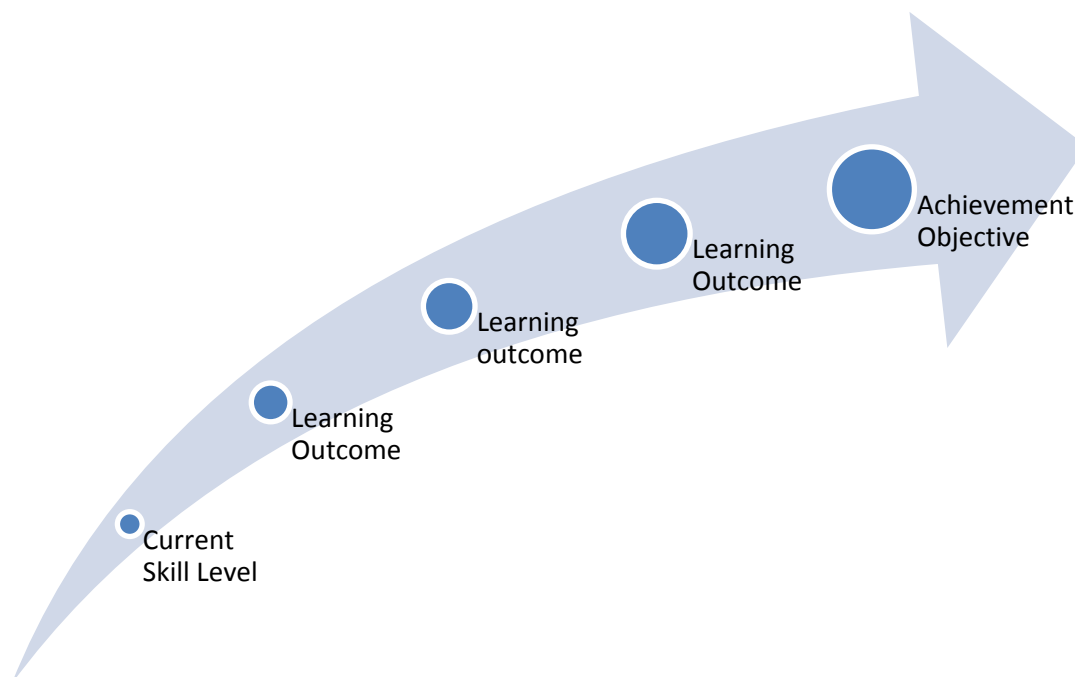 Achievement
Objective
Learning
Outcome
Learning
outcome
Learning
Outcome
Current
Skill Level